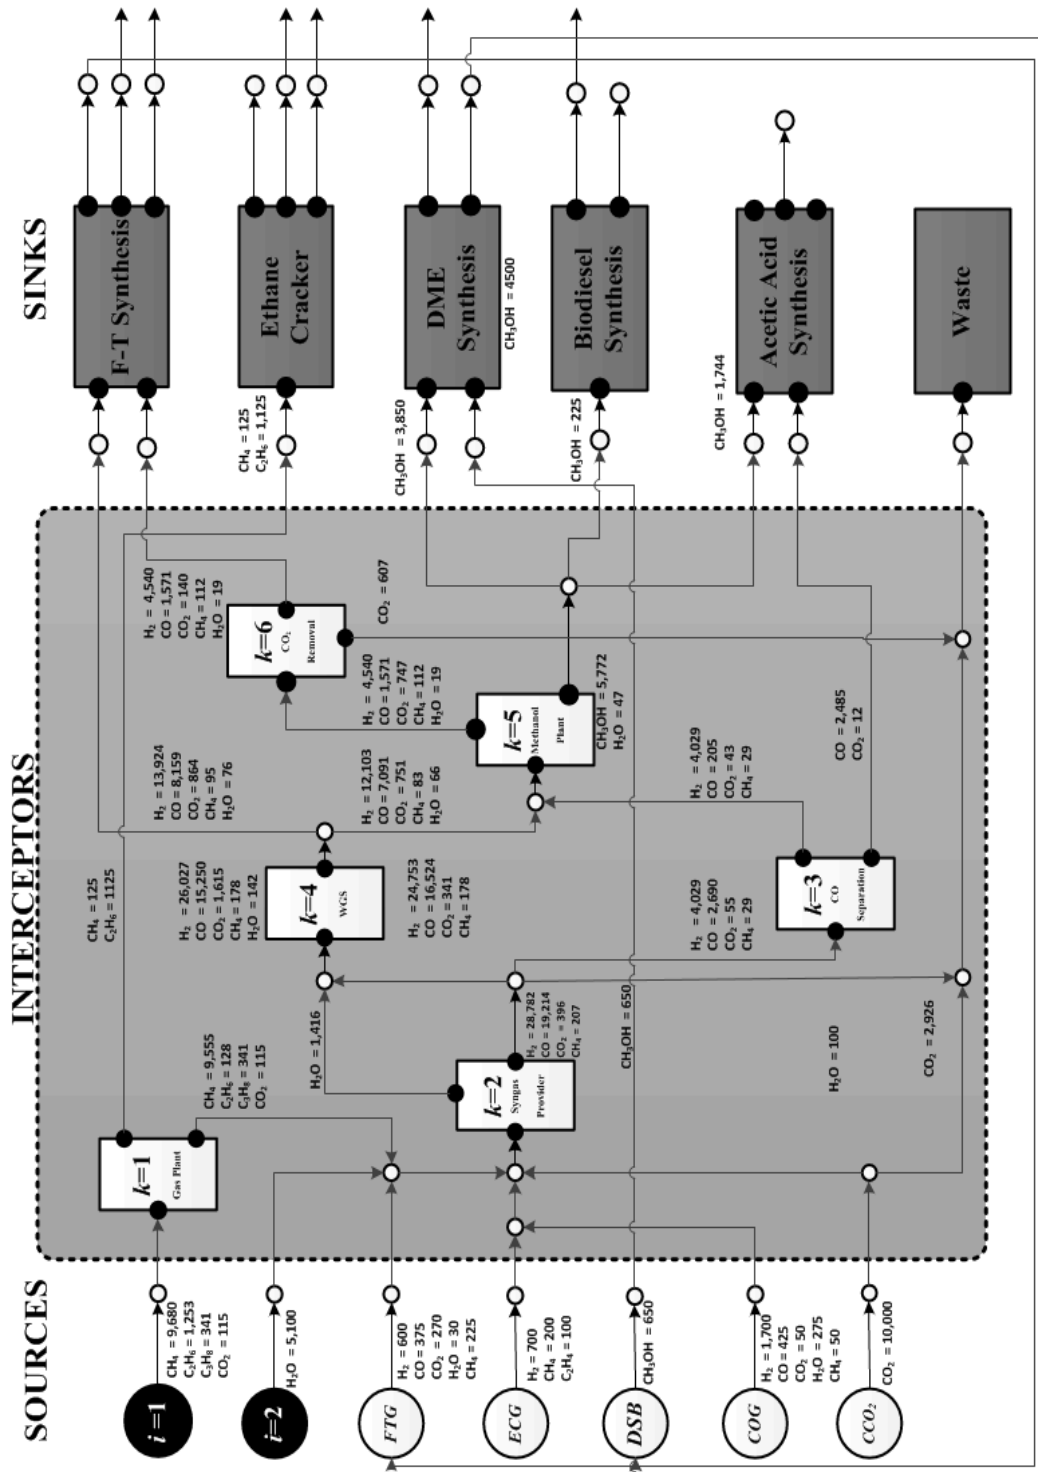 SOURCES
INTERCEPTORS
SINKS
i=1
CH₄ = 9,680
C₂H₆ = 1,253
C₃H₈ = 341
CO₂ = 115
i=2
H₂O = 5,100
FTG
H₂ = 600
CO = 375
CO₂ = 270
H₂O = 30
CH₄ = 225
ECG
H₂ = 700
CH₄ = 200
C₂H₄ = 100
DSB
CH₃OH = 650
COG
H₂ = 1,700
CO = 425
CO₂ = 50
H₂O = 275
CH₄ = 50
CCO₂
CO₂ = 10,000
k=1
Gas Plant
CH₄ = 125
C₂H₆ = 1125
CH₄ = 9,555
C₂H₆ = 128
C₃H₈ = 341
CO₂ = 115
k=2
Syngas
Provider
H₂O = 1,416
H₂ = 28,782
CO = 19,214
CO₂ = 396
CH₄ = 207
CH₃OH = 650
H₂O = 100
CO₂ = 2,926
k=3
CO
Separation
H₂ = 4,029
CO = 2,690
CO₂ = 55
CH₄ = 29
H₂ = 4,029
CO = 205
CO₂ = 43
CH₄ = 29
CO = 2,485
CO₂ = 12
k=4
WGS
H₂ = 26,027
CO = 15,250
CO₂ = 1,615
CH₄ = 178
H₂O = 142
H₂ = 24,753
CO = 16,524
CO₂ = 341
CH₄ = 178
H₂ = 13,924
CO = 8,159
CO₂ = 864
CH₄ = 95
H₂O = 76
H₂ = 12,103
CO = 7,091
CO₂ = 751
CH₄ = 83
H₂O = 66
k=5
Methanol
Plant
CH₃OH = 5,772
H₂O = 47
H₂ = 4,540
CO = 1,571
CO₂ = 747
CH₄ = 112
H₂O = 19
k=6
CO₂
Removal
H₂ = 4,540
CO = 1,571
CO₂ = 140
CH₄ = 112
H₂O = 19
CO₂ = 607
F-T Synthesis
CH₄ = 125
C₂H₆ = 1,125
Ethane
Cracker
CH₃OH = 3,850
DME
Synthesis
CH₃OH = 4500
CH₃OH = 225
Biodiesel
Synthesis
CH₃OH = 1,744
Acetic Acid
Synthesis
Waste